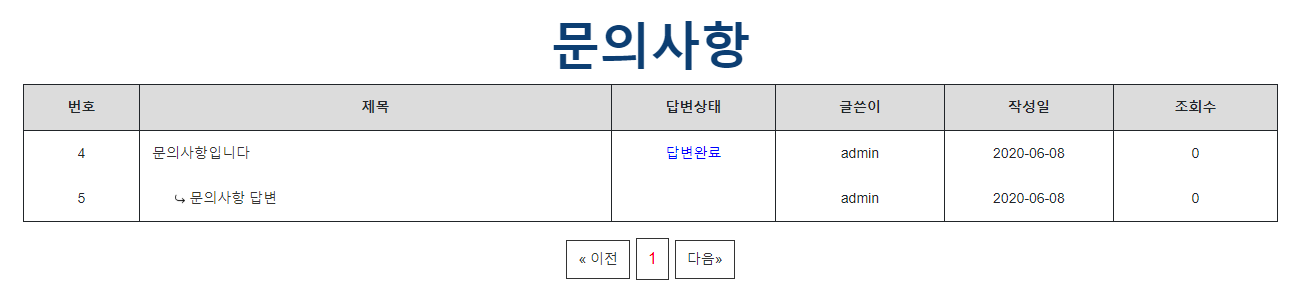 문의사항
번호 제목 답변상태 글쓴이 작성일 조회수
4 문의사항입니다 답변완료 admin 2020-06-08 0
5 ↪ 문의사항 답변 admin 2020-06-08 0
« 이전 1 다음»